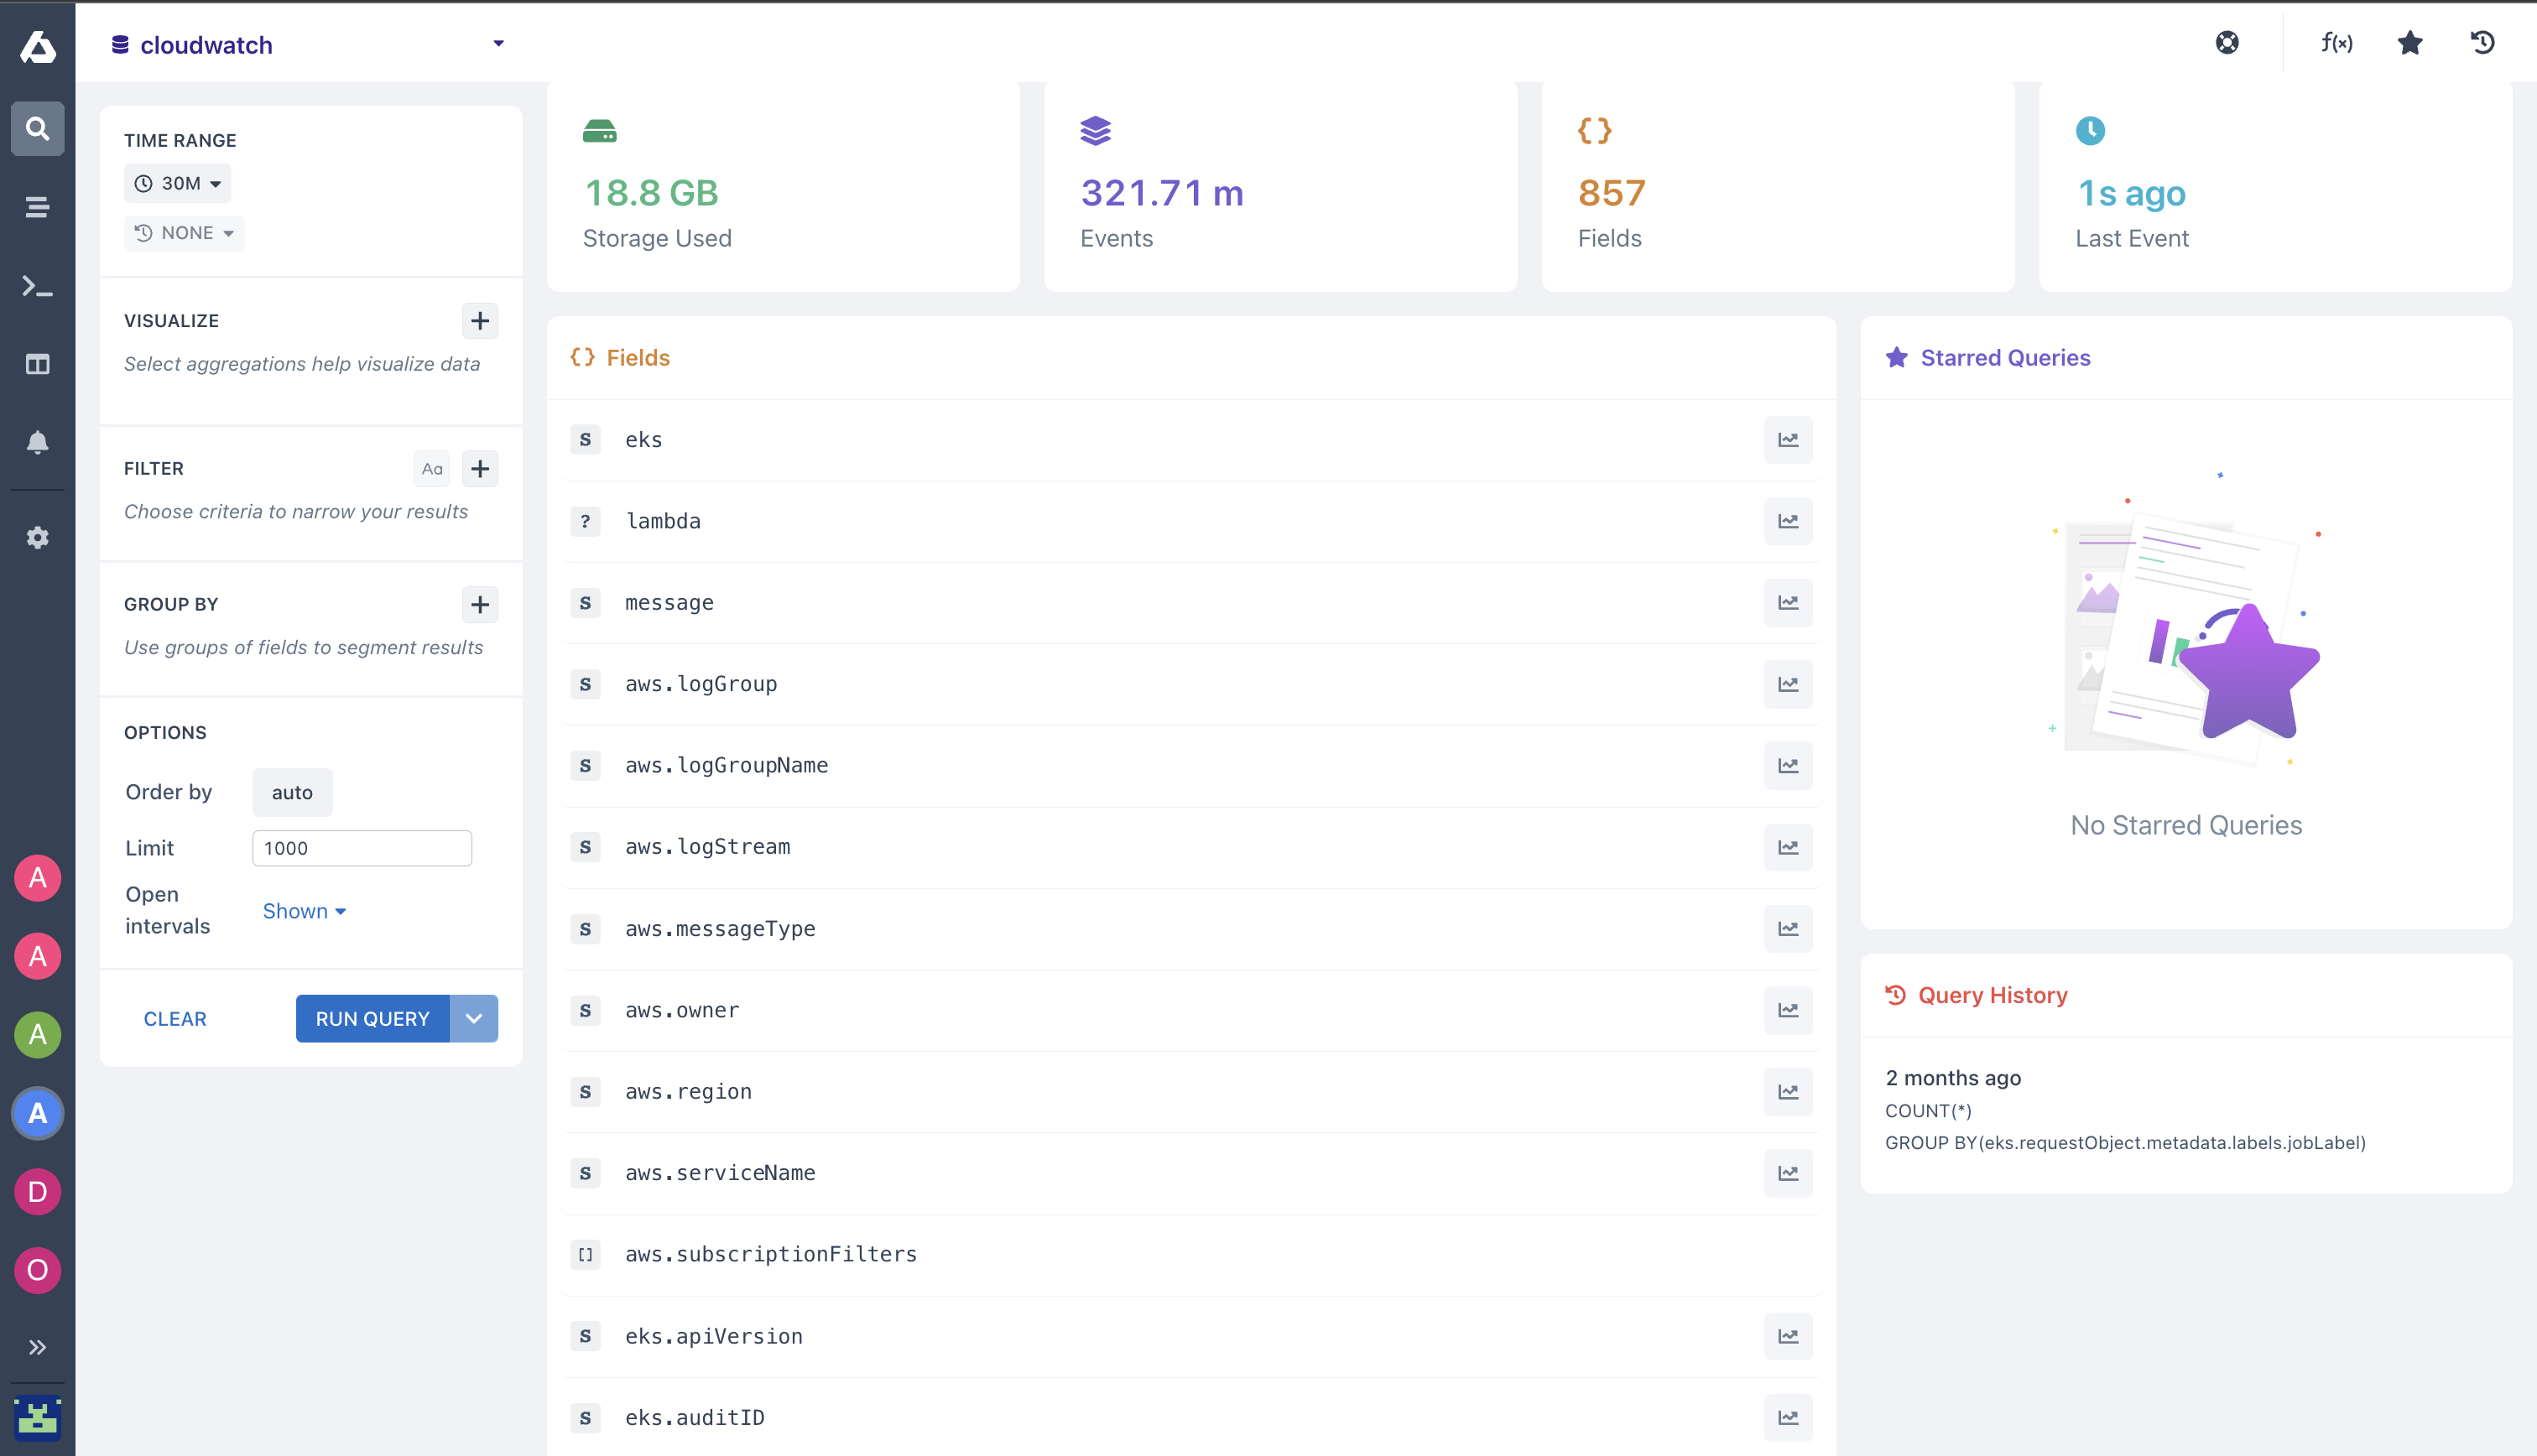 cloudwatch
f(x)
TIME RANGE
30M
NONE
VISUALIZE
Select aggregations help visualize data
FILTER
Aa
Choose criteria to narrow your results
GROUP BY
Use groups of fields to segment results
OPTIONS
Order by
auto
Limit
1000
Open
intervals
Shown
CLEAR
RUN QUERY
A
A
A
A
D
O
18.8 GB
Storage Used
321.71 m
Events
857
Fields
1s ago
Last Event
{} Fields
S eks
? lambda
S message
S aws.logGroup
S aws.logGroupName
S aws.logStream
S aws.messageType
S aws.owner
S aws.region
S aws.serviceName
[] aws.subscriptionFilters
S eks.apiVersion
S eks.auditID
Starred Queries
No Starred Queries
Query History
2 months ago
COUNT(*)
GROUP BY(eks.requestObject.metadata.labels.jobLabel)